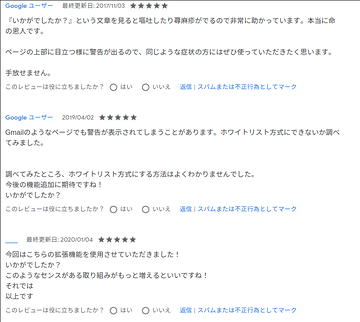 Google ユーザー 最終更新日: 2017/11/03 ★★★★★
『いかがでしたか？』という文章を見ると嘔吐したり蕁麻疹がでるので非常に助かっています。本当に命
の恩人です。
ページの上部に目立つ様に警告が出るので、同じような症状の方にはぜひ使っていただきたく思います。
手放せません。
このレビューは役に立ちましたか？ はい いいえ 返信 | スパムまたは不正行為としてマーク
Google ユーザー 2019/04/02 ★★★★★
Gmailのようなページでも警告が表示されてしまうことがあります。ホワイトリスト方式にできないか調べ
てみました。
調べてみたところ、ホワイトリスト方式にする方法はよくわかりませんでした。
今後の機能追加に期待ですね！
いかがでしたか？
このレビューは役に立ちましたか？ はい いいえ 返信 | スパムまたは不正行為としてマーク
最終更新日: 2020/01/04 ★★★★★
今回はこちらの拡張機能を使用させていただきました！
いかがでしたか？
このようなセンスがある取り組みがもっと増えるといいですね！
それでは
以上です
このレビューは役に立ちましたか？ はい いいえ 返信 | スパムまたは不正行為としてマーク